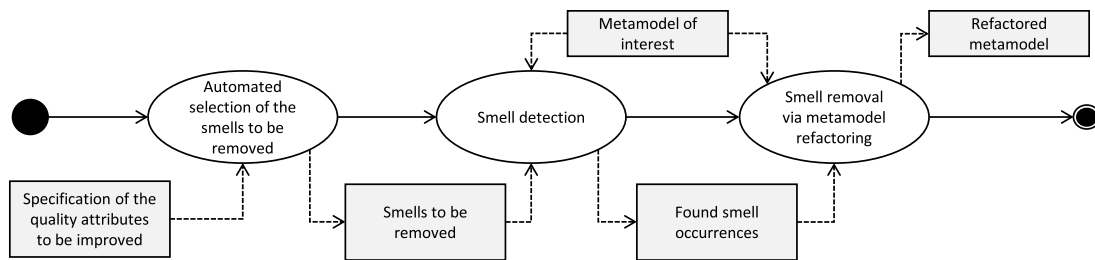 Metamodel of
interest
Refactored
metamodel
Automated
selection of the
smells to be
removed
Smell detection
Smell removal
via metamodel
refactoring
Specification of the
quality attributes
to be improved
Smells to be
removed
Found smell
occurrences